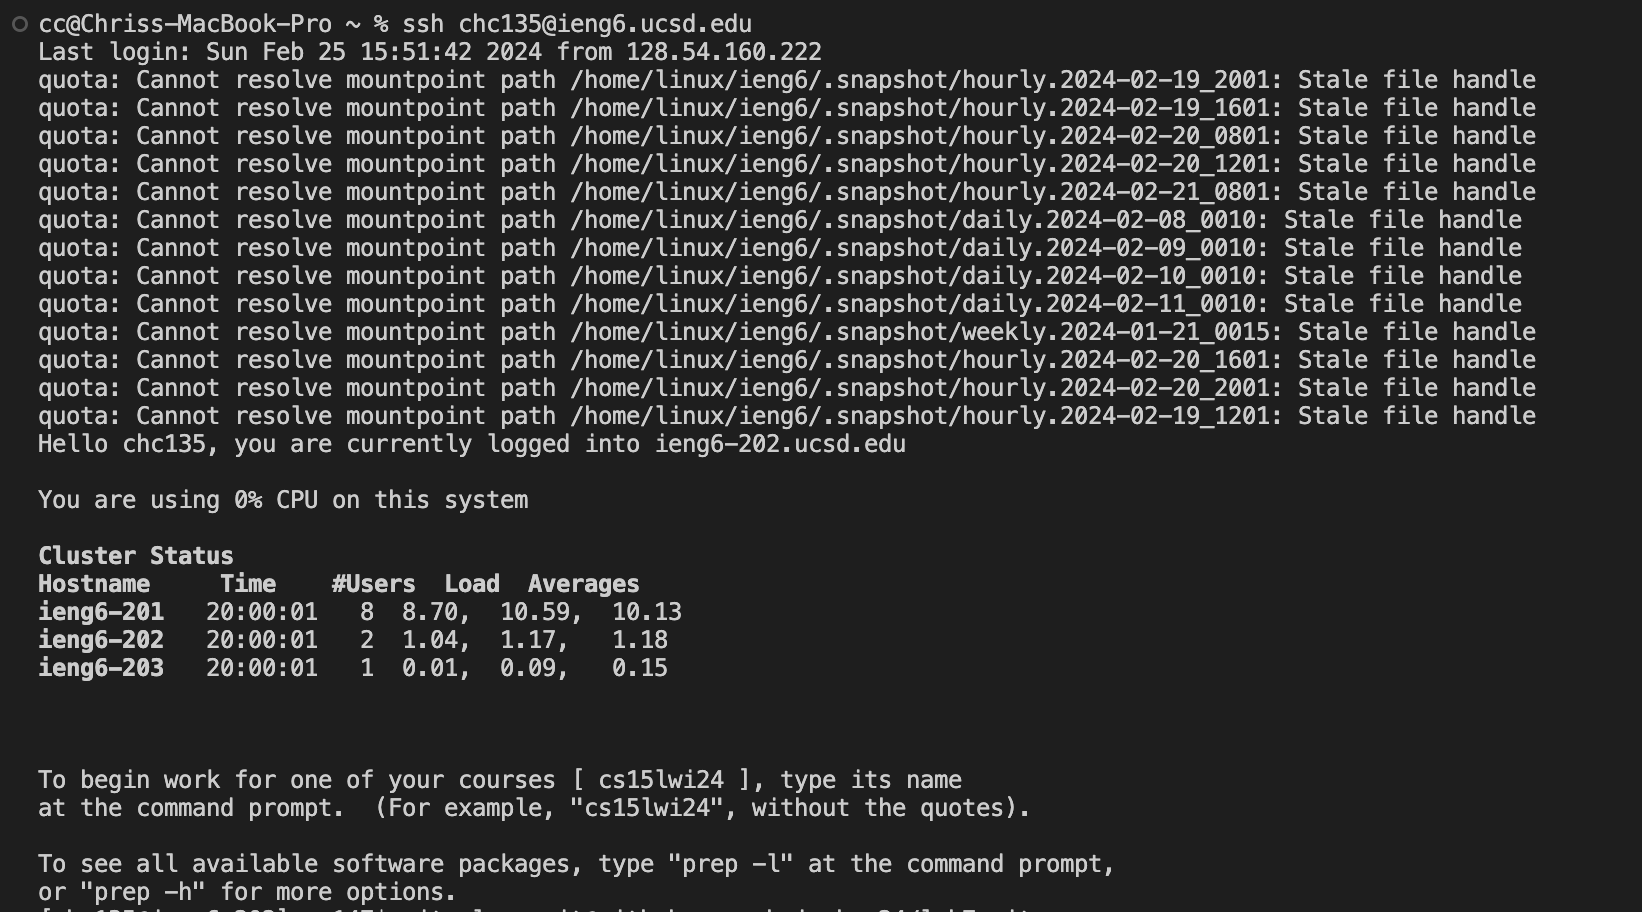 cc@Chriss-MacBook-Pro ~ % ssh chc135@ieng6.ucsd.edu
Last login: Sun Feb 25 15:51:42 2024 from 128.54.160.222
quota: Cannot resolve mountpoint path /home/linux/ieng6/.snapshot/hourly.2024-02-19_2001: Stale file handle
quota: Cannot resolve mountpoint path /home/linux/ieng6/.snapshot/hourly.2024-02-19_1601: Stale file handle
quota: Cannot resolve mountpoint path /home/linux/ieng6/.snapshot/hourly.2024-02-20_0801: Stale file handle
quota: Cannot resolve mountpoint path /home/linux/ieng6/.snapshot/hourly.2024-02-20_1201: Stale file handle
quota: Cannot resolve mountpoint path /home/linux/ieng6/.snapshot/hourly.2024-02-21_0801: Stale file handle
quota: Cannot resolve mountpoint path /home/linux/ieng6/.snapshot/daily.2024-02-08_0010: Stale file handle
quota: Cannot resolve mountpoint path /home/linux/ieng6/.snapshot/daily.2024-02-09_0010: Stale file handle
quota: Cannot resolve mountpoint path /home/linux/ieng6/.snapshot/daily.2024-02-10_0010: Stale file handle
quota: Cannot resolve mountpoint path /home/linux/ieng6/.snapshot/daily.2024-02-11_0010: Stale file handle
quota: Cannot resolve mountpoint path /home/linux/ieng6/.snapshot/weekly.2024-01-21_0015: Stale file handle
quota: Cannot resolve mountpoint path /home/linux/ieng6/.snapshot/hourly.2024-02-20_1601: Stale file handle
quota: Cannot resolve mountpoint path /home/linux/ieng6/.snapshot/hourly.2024-02-20_2001: Stale file handle
quota: Cannot resolve mountpoint path /home/linux/ieng6/.snapshot/hourly.2024-02-19_1201: Stale file handle
Hello chc135, you are currently logged into ieng6-202.ucsd.edu
You are using 0% CPU on this system
Cluster Status
Hostname     Time    #Users  Load  Averages
ieng6-201   20:00:01   8  8.70,  10.59,  10.13
ieng6-202   20:00:01   2  1.04,  1.17,   1.18
ieng6-203   20:00:01   1  0.01,  0.09,   0.15
To begin work for one of your courses [ cs15lwi24 ], type its name
at the command prompt.  (For example, "cs15lwi24", without the quotes).
To see all available software packages, type "prep -l" at the command prompt,
or "prep -h" for more options.